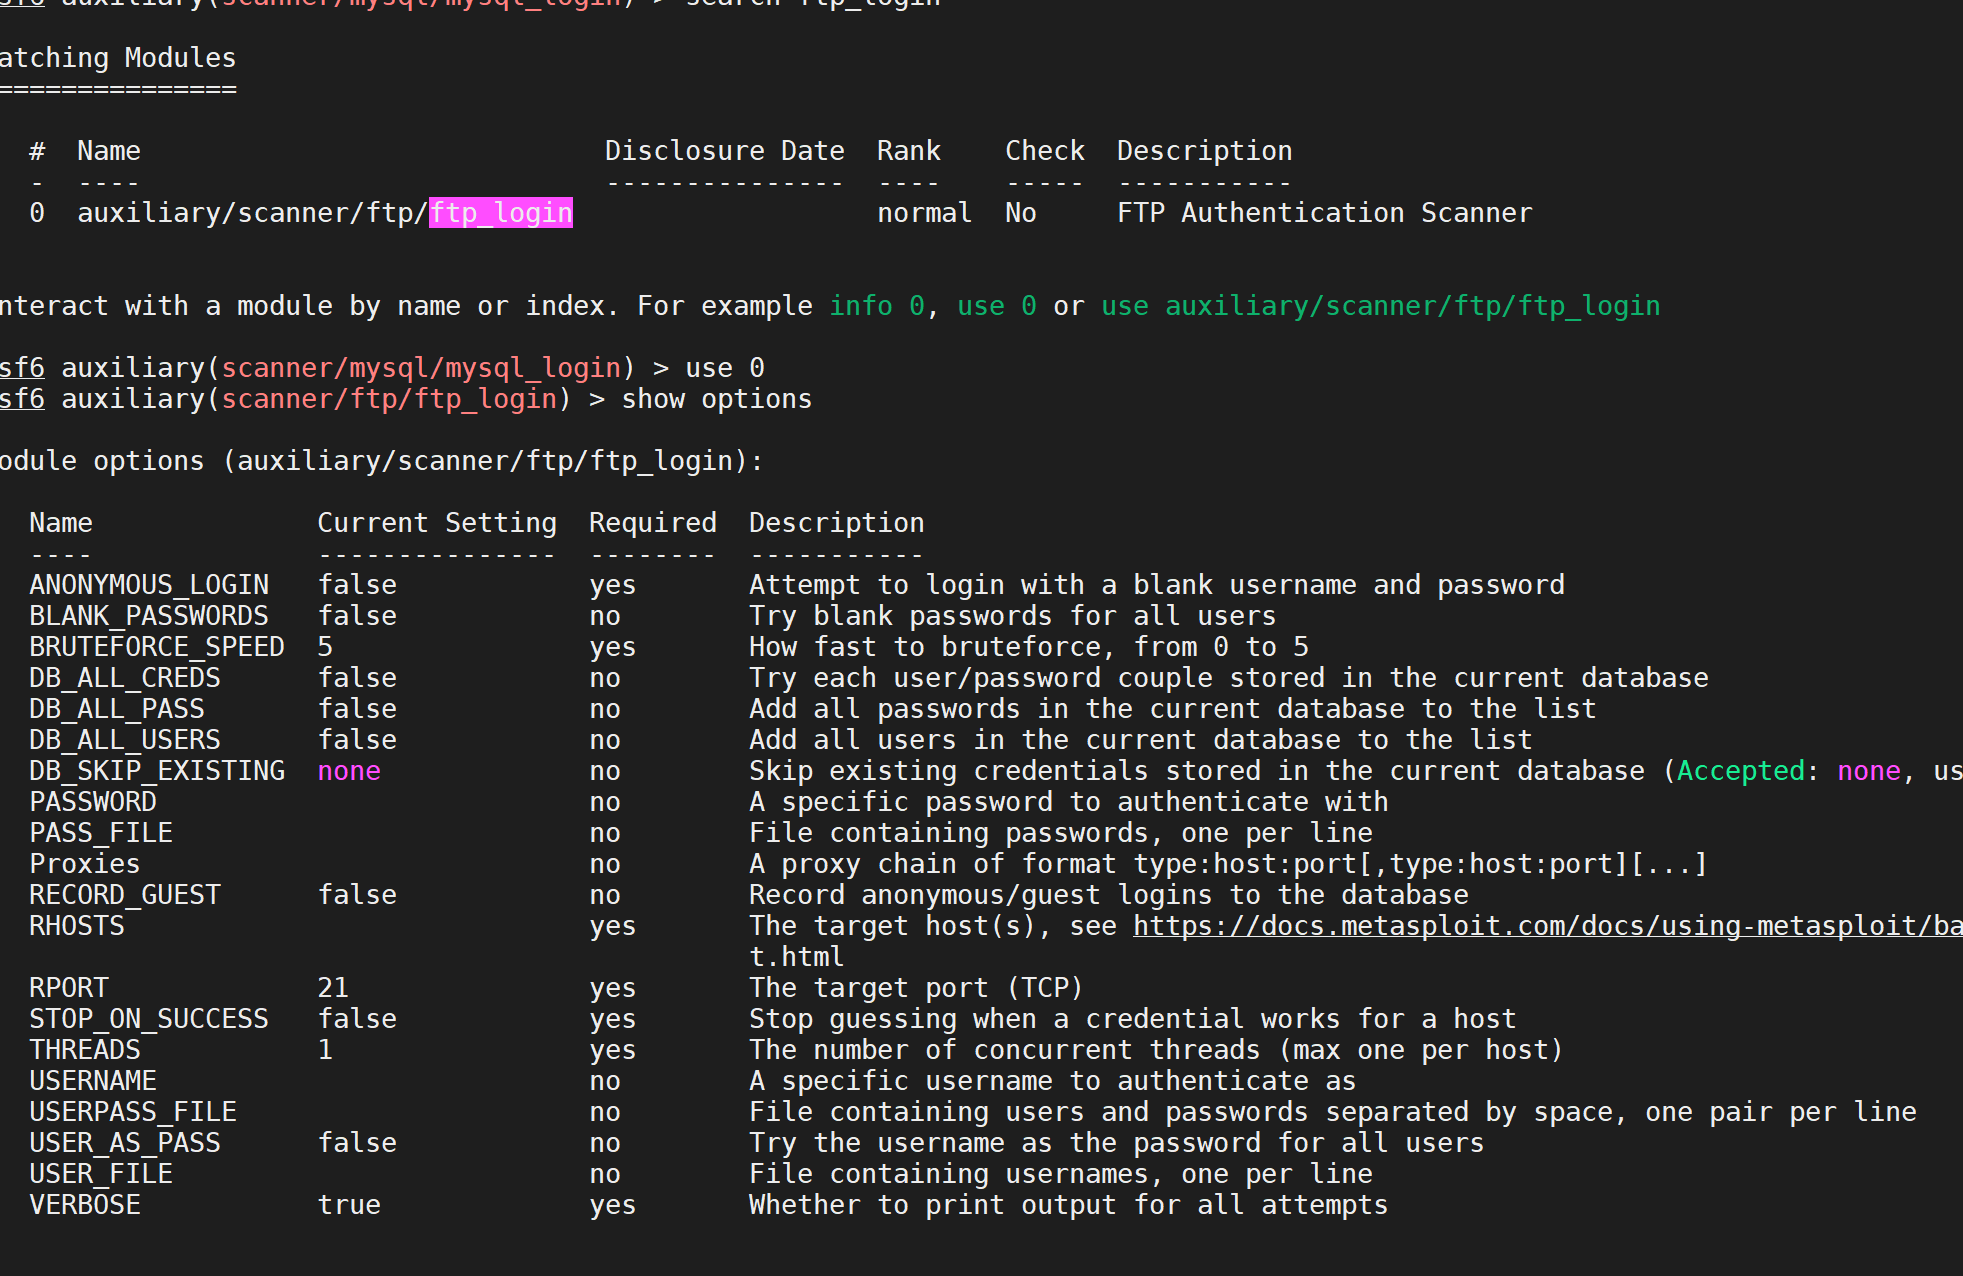 sf6 auxiliary(scanner/mysql/mysql_login) > search ftp_login
atching Modules
===============
#  Name                                 Disclosure Date  Rank    Check  Description
-  ----                                 ---------------  ----    -----  -----------
0  auxiliary/scanner/ftp/ftp_login                       normal  No     FTP Authentication Scanner
nteract with a module by name or index. For example info 0, use 0 or use auxiliary/scanner/ftp/ftp_login
sf6 auxiliary(scanner/mysql/mysql_login) > use 0
sf6 auxiliary(scanner/ftp/ftp_login) > show options
odule options (auxiliary/scanner/ftp/ftp_login):
Name              Current Setting  Required  Description
----              ---------------  --------  -----------
ANONYMOUS_LOGIN   false            yes       Attempt to login with a blank username and password
BLANK_PASSWORDS   false            no        Try blank passwords for all users
BRUTEFORCE_SPEED  5                yes       How fast to bruteforce, from 0 to 5
DB_ALL_CREDS      false            no        Try each user/password couple stored in the current database
DB_ALL_PASS       false            no        Add all passwords in the current database to the list
DB_ALL_USERS      false            no        Add all users in the current database to the list
DB_SKIP_EXISTING  none             no        Skip existing credentials stored in the current database (Accepted: none, us
PASSWORD                           no        A specific password to authenticate with
PASS_FILE                          no        File containing passwords, one per line
Proxies                            no        A proxy chain of format type:host:port[,type:host:port][...]
RECORD_GUEST      false            no        Record anonymous/guest logins to the database
RHOSTS                             yes       The target host(s), see https://docs.metasploit.com/docs/using-metasploit/ba
t.html
RPORT             21               yes       The target port (TCP)
STOP_ON_SUCCESS   false            yes       Stop guessing when a credential works for a host
THREADS           1                yes       The number of concurrent threads (max one per host)
USERNAME                           no        A specific username to authenticate as
USERPASS_FILE                      no        File containing users and passwords separated by space, one pair per line
USER_AS_PASS      false            no        Try the username as the password for all users
USER_FILE                          no        File containing usernames, one per line
VERBOSE           true             yes       Whether to print output for all attempts